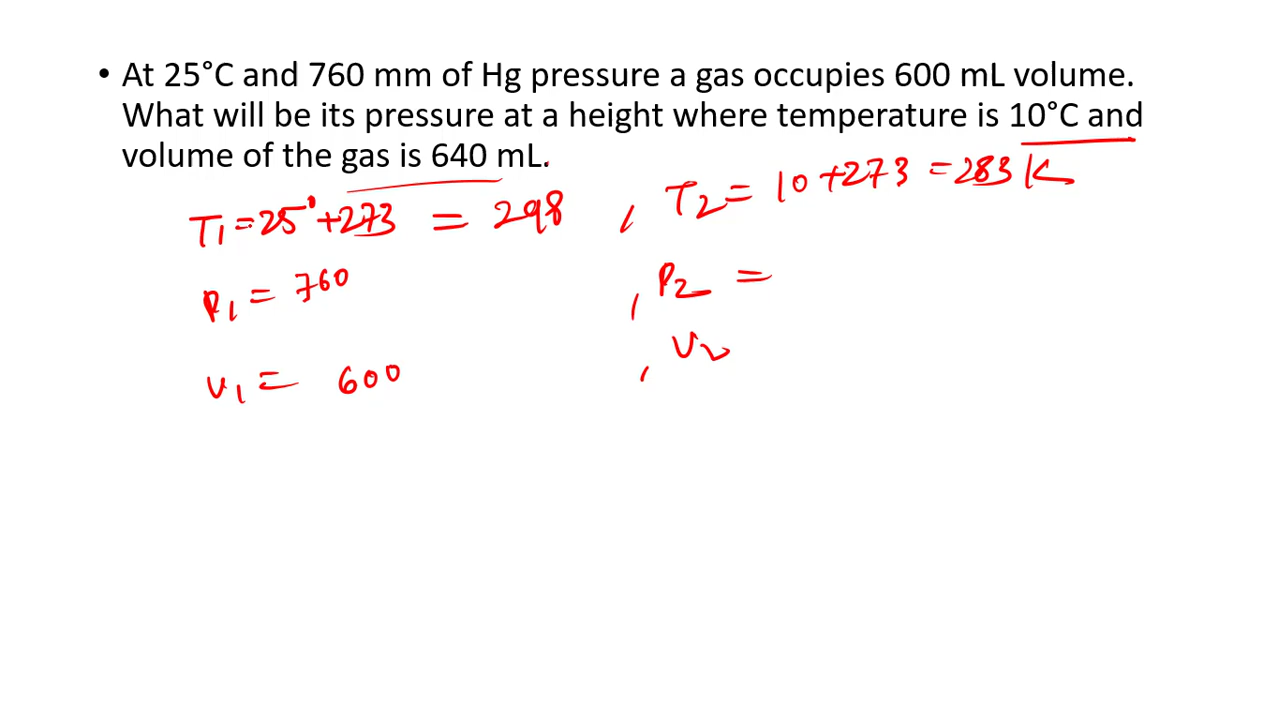 • At 25°C and 760 mm of Hg pressure a gas occupies 600 mL volume.
What will be its pressure at a height where temperature is 10°C and
volume of the gas is 640 mL.
T1 = 25° + 273 = 298 , T2 = 10 + 273 = 283 K
P1 = 760 , P2 =
V1 = 600 , V2